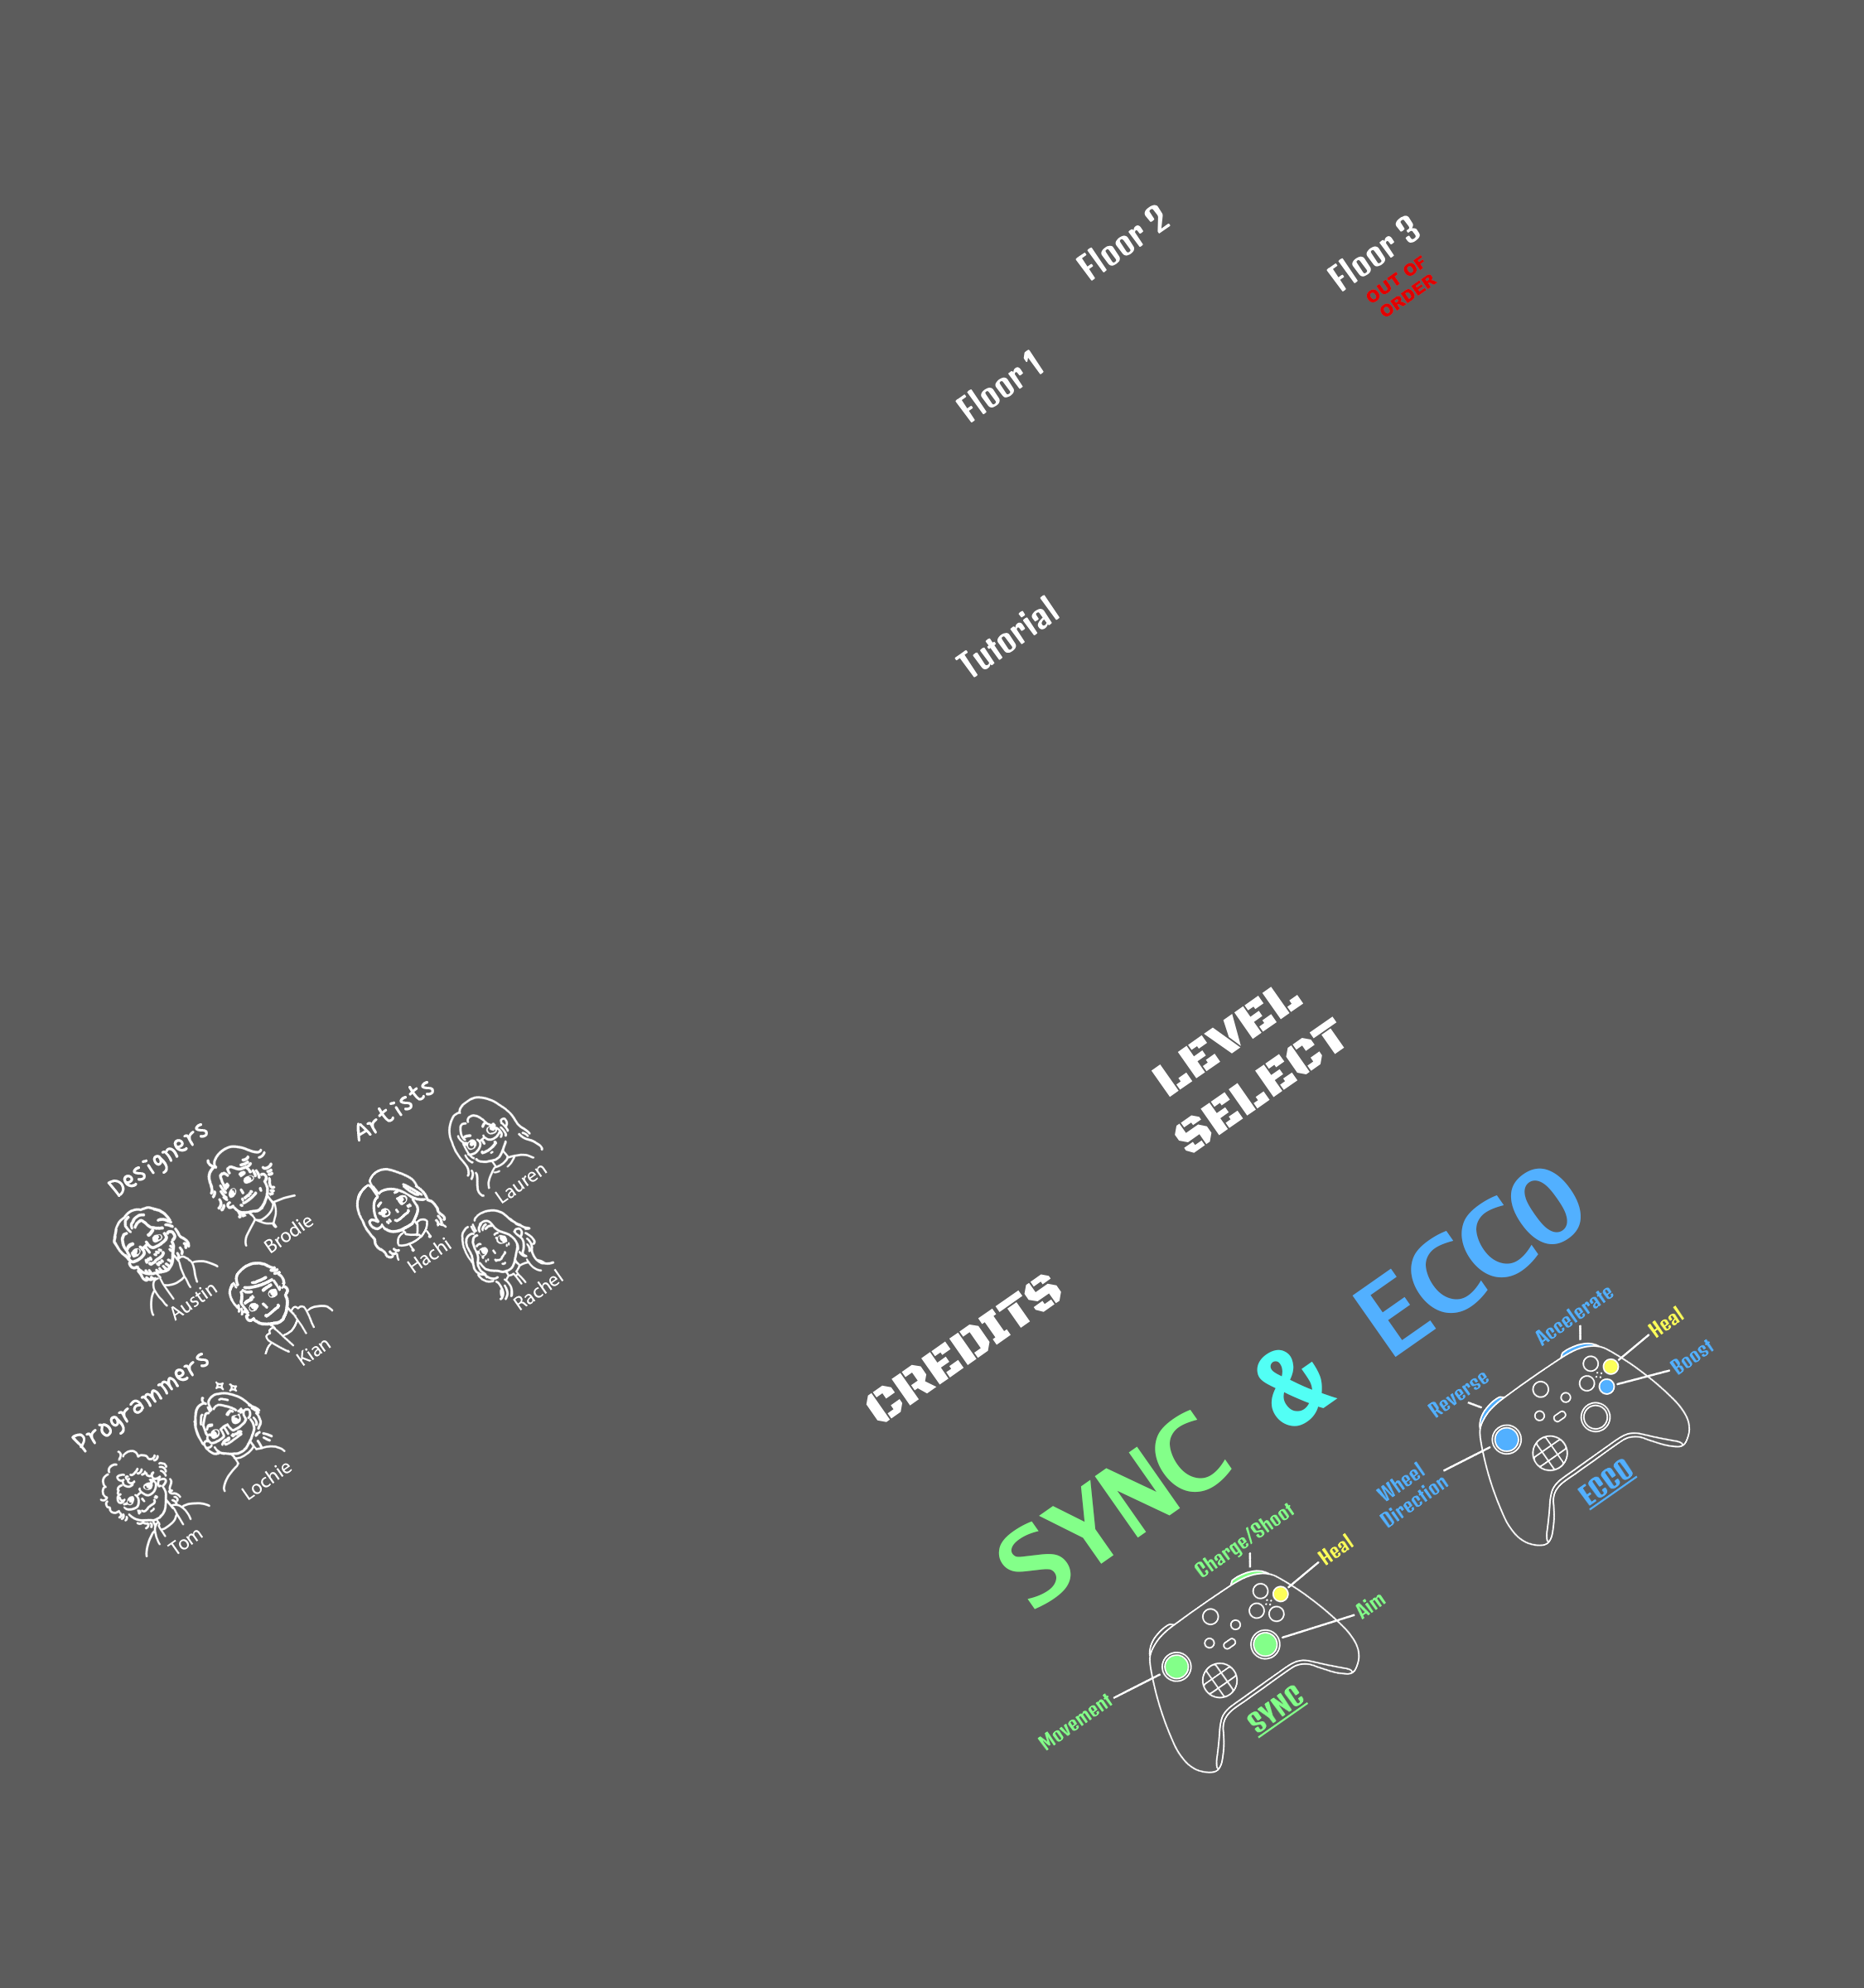 Floor 2
Floor 3
OUT OF
ORDER
Floor 1
Tutorial
LEVEL
SELECT
CREDITS
Designers
Brodie
Austin
Kian
Artists
Lauren
Hachi
Rachel
Programmers
Lochie
Tom
SYNC & ECCO
Accelerate
Heal
Boost
Reverse
Wheel
Direction
ECCO
Charge/Shoot
Heal
Aim
Movement
SYNC